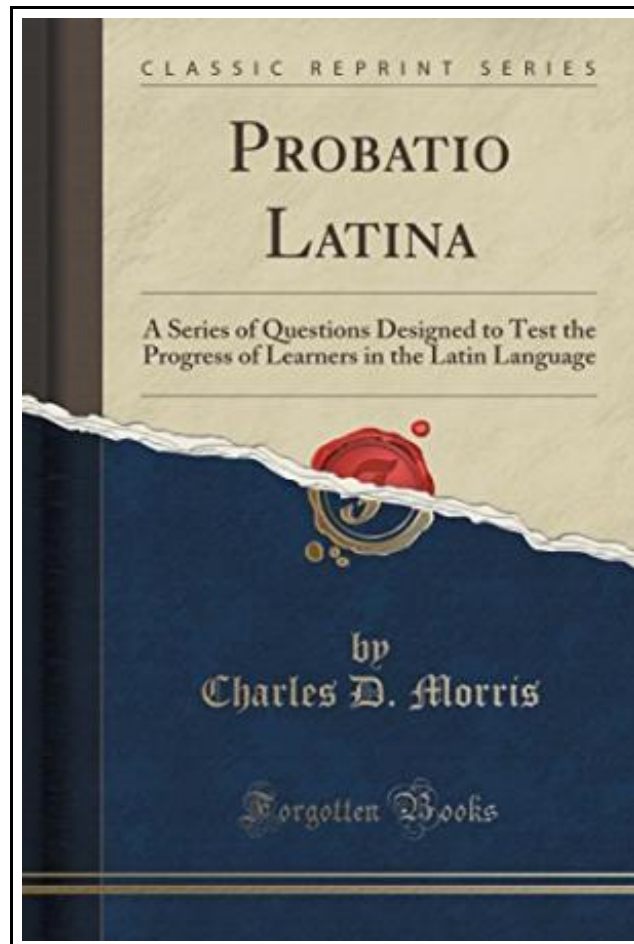 CLASSIC REPRINT SERIES
PROBATIO
LATINA
A Series of Questions Designed to Test the
Progress of Learners in the Latin Language
by
Charles D. Morris
Forgotten Books